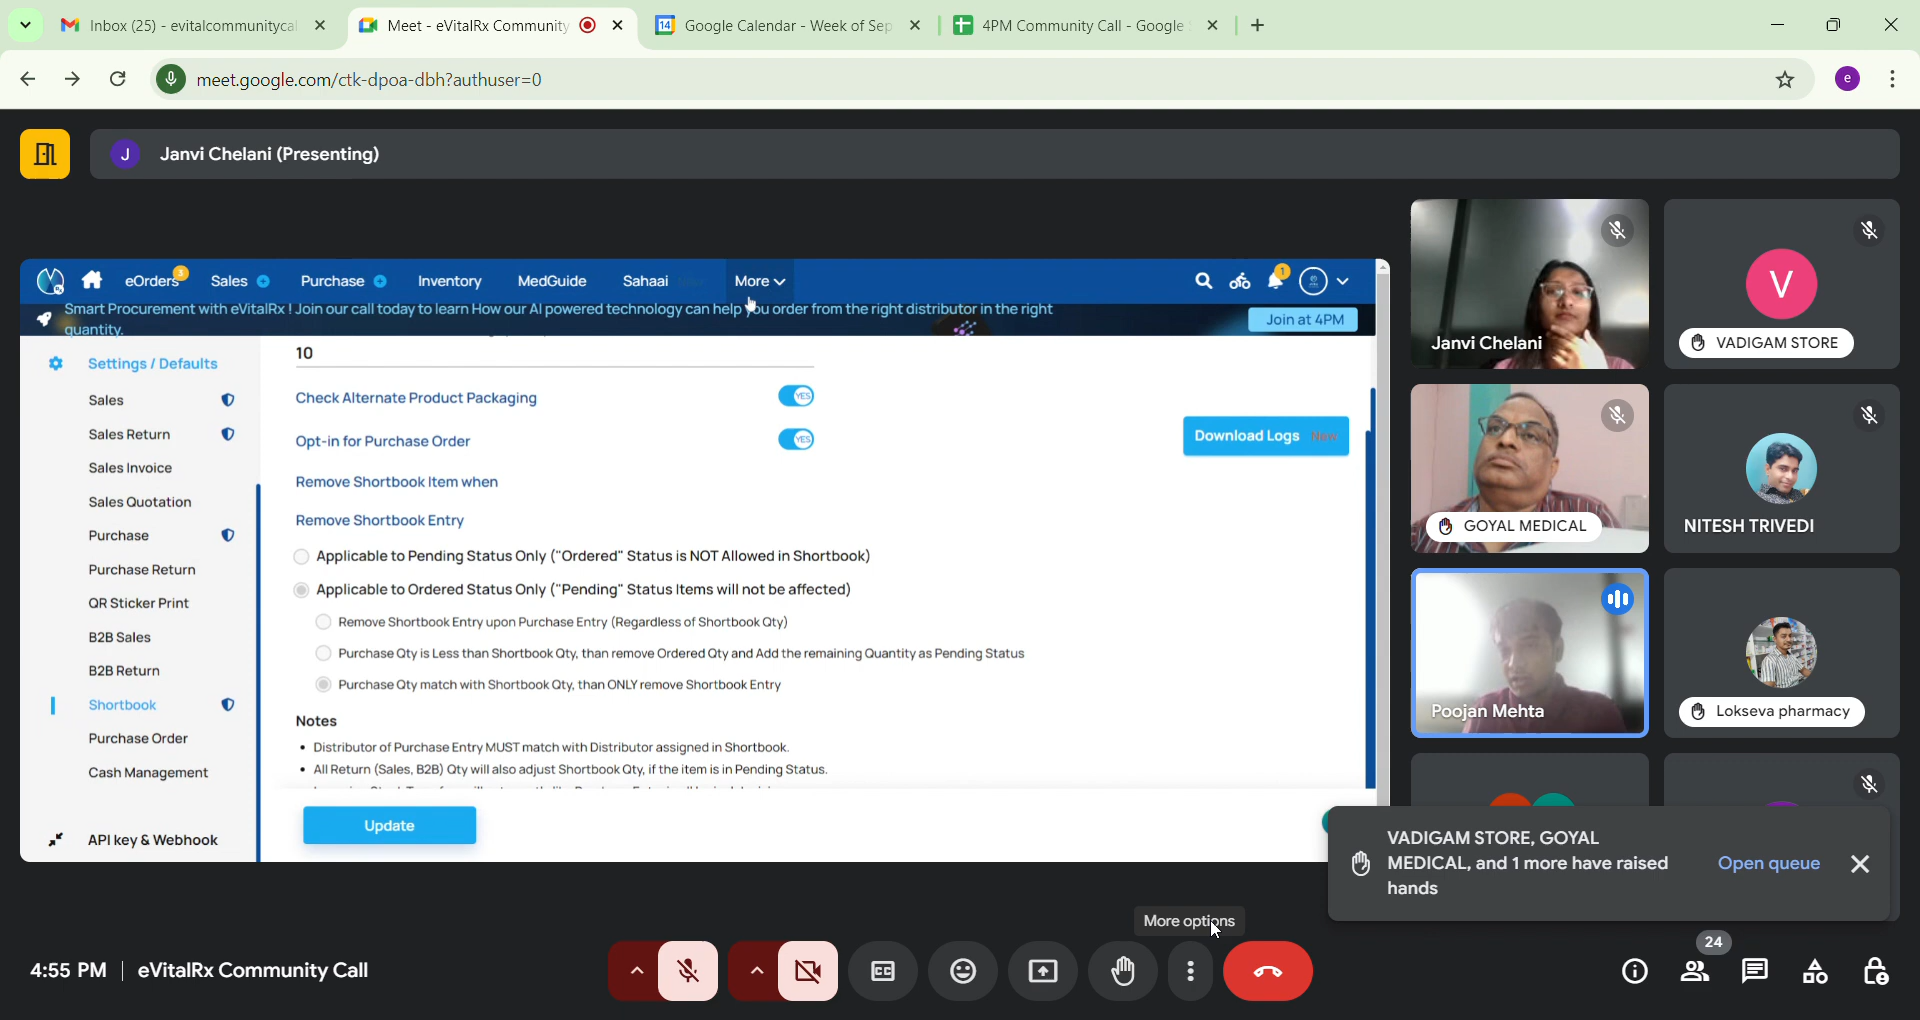 Inbox (25) - evitalcommunitycal
Meet - eVitalRx Community
14
Google Calendar - Week of Sep
4PM Community Call - Google S
meet.google.com/ctk-dpoa-dbh?authuser=0
e
J
Janvi Chelani (Presenting)
eOrders 3
Sales
Purchase
Inventory
MedGuide
Sahaai
More
1
Smart Procurement with eVitalRx ! Join our call today to learn How our AI powered technology can help you order from the right distributor in the right
quantity.
Join at 4PM
Settings / Defaults
Sales
Sales Return
Sales Invoice
Sales Quotation
Purchase
Purchase Return
QR Sticker Print
B2B Sales
B2B Return
Shortbook
Purchase Order
Cash Management
API key & Webhook
10
Check Alternate Product Packaging
YES
Opt-in for Purchase Order
YES
Download Logs New
Remove Shortbook Item when
Remove Shortbook Entry
Applicable to Pending Status Only ("Ordered" Status is NOT Allowed in Shortbook)
Applicable to Ordered Status Only ("Pending" Status Items will not be affected)
Remove Shortbook Entry upon Purchase Entry (Regardless of Shortbook Qty)
Purchase Qty is Less than Shortbook Qty, than remove Ordered Qty and Add the remaining Quantity as Pending Status
Purchase Qty match with Shortbook Qty, than ONLY remove Shortbook Entry
Notes
• Distributor of Purchase Entry MUST match with Distributor assigned in Shortbook.
• All Return (Sales, B2B) Qty will also adjust Shortbook Qty, if the item is in Pending Status.
Update
Janvi Chelani
V
VADIGAM STORE
GOYAL MEDICAL
NITESH TRIVEDI
Poojan Mehta
Lokseva pharmacy
VADIGAM STORE, GOYAL
MEDICAL, and 1 more have raised
hands
Open queue
More options
4:55 PM | eVitalRx Community Call
24